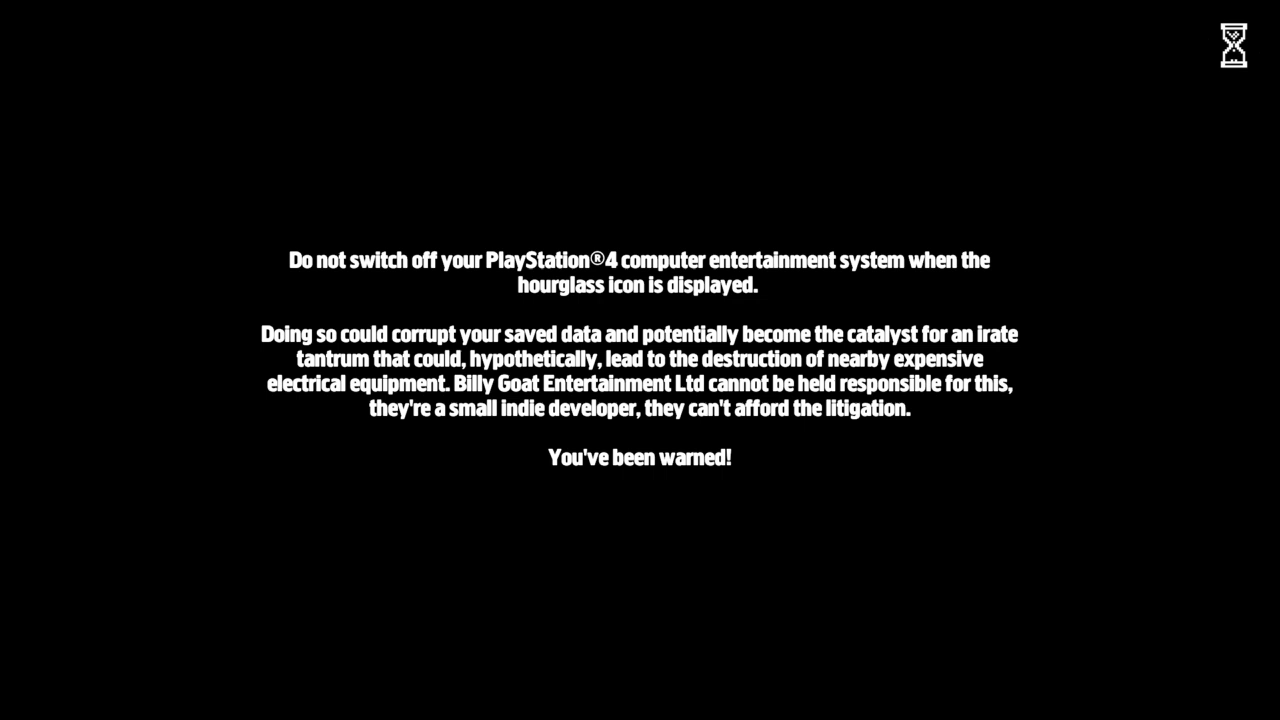 Do not switch off your PlayStation®4 computer entertainment system when the
hourglass icon is displayed.
Doing so could corrupt your saved data and potentially become the catalyst for an irate
tantrum that could, hypothetically, lead to the destruction of nearby expensive
electrical equipment. Billy Goat Entertainment Ltd cannot be held responsible for this,
they're a small indie developer, they can't afford the litigation.
You've been warned!